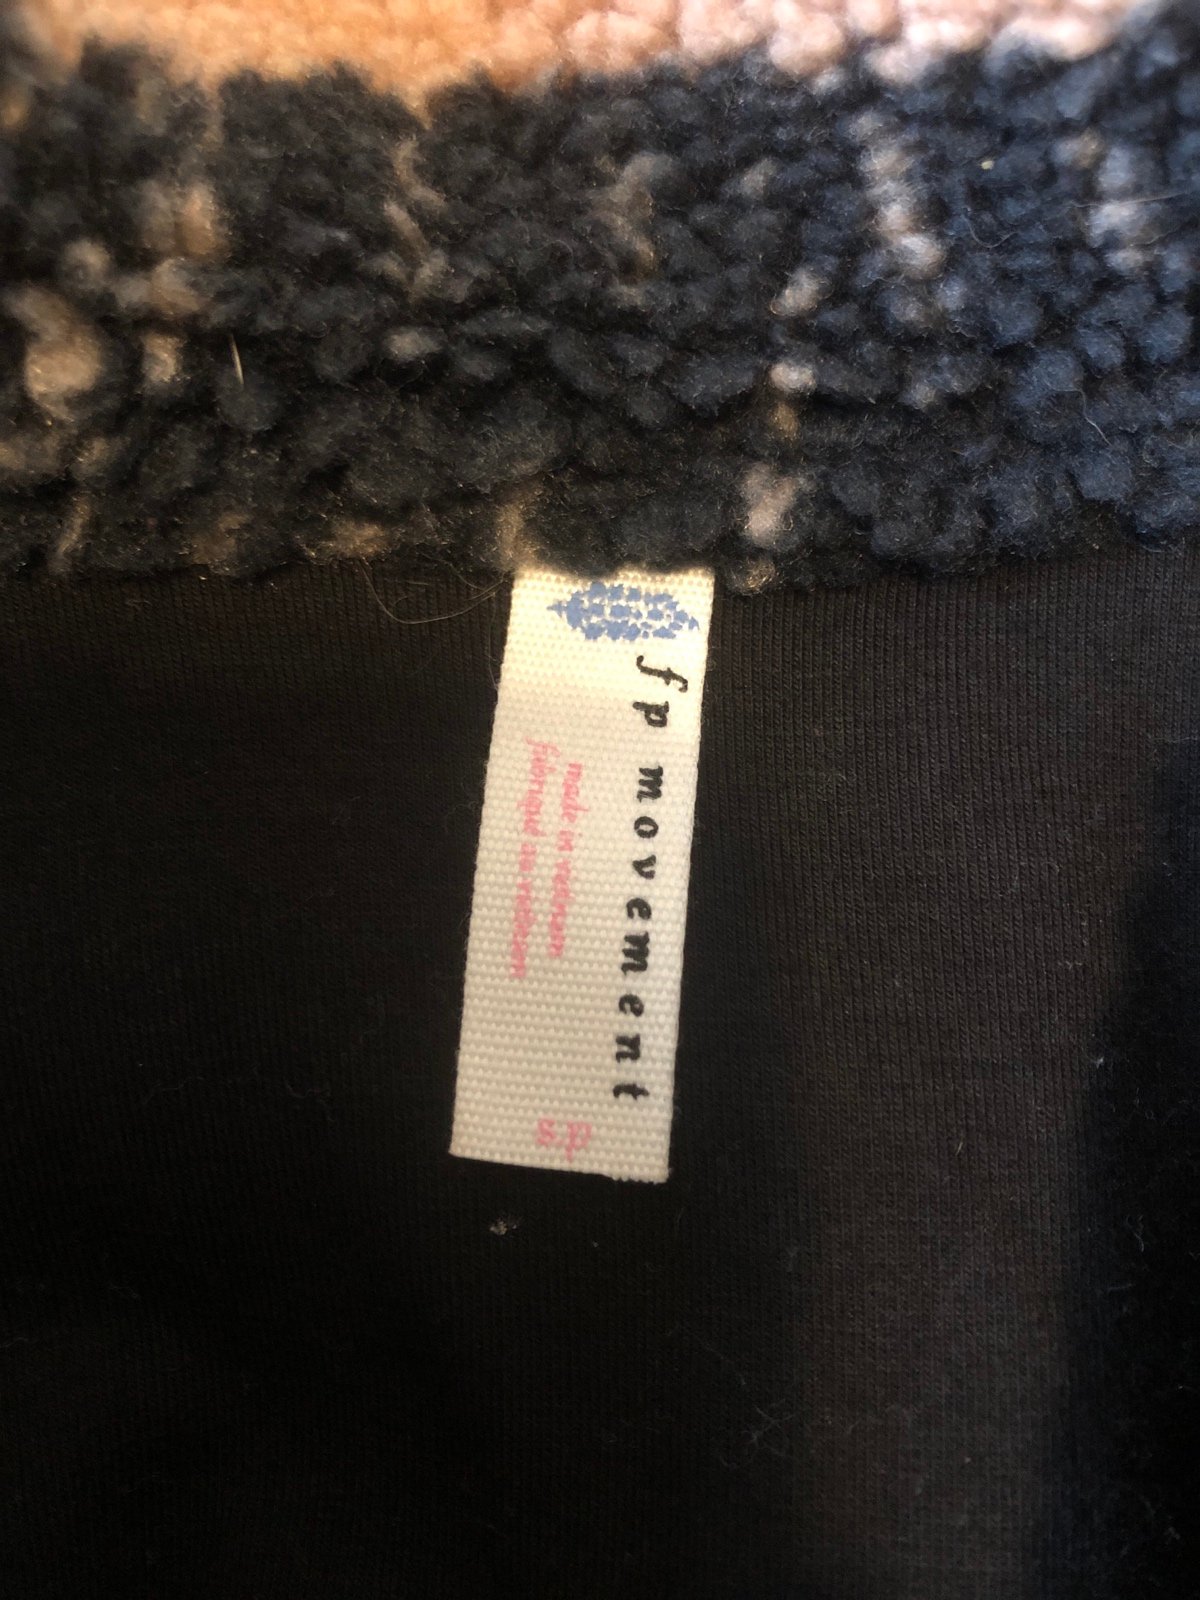 fp movement
made in vietnam
fabriqué au vietnam